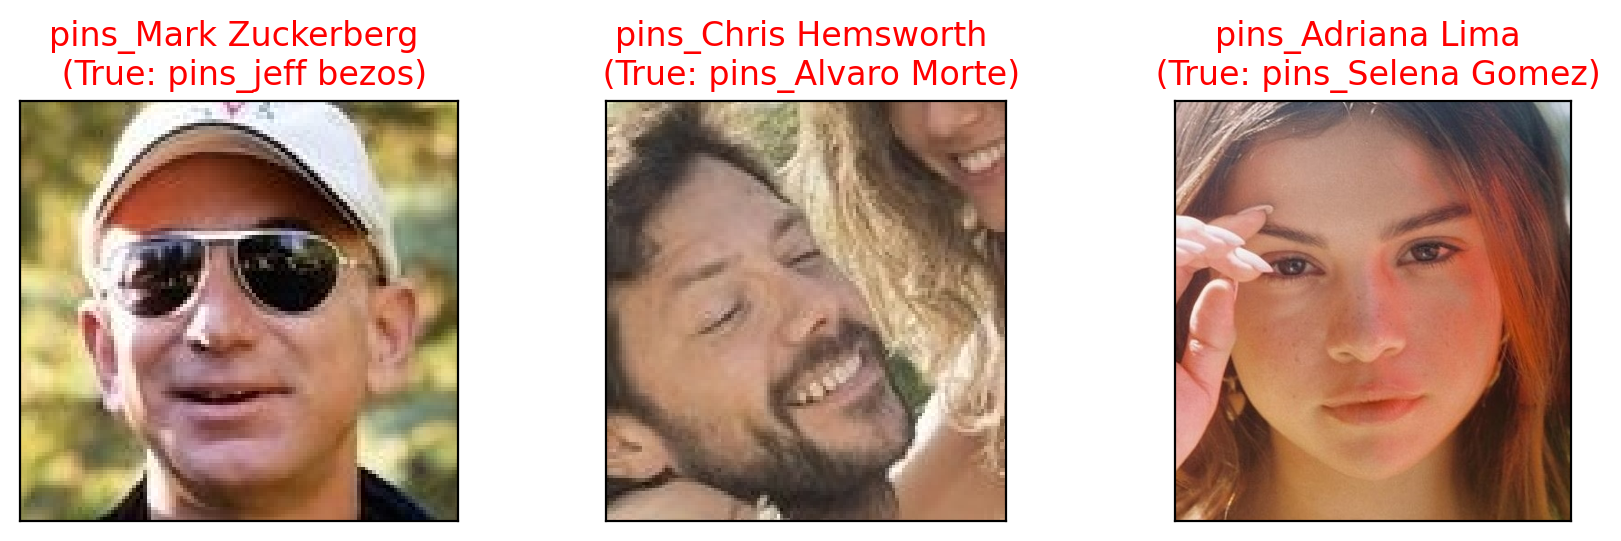 pins_Mark Zuckerberg
(True: pins_jeff bezos)
pins_Chris Hemsworth
(True: pins_Alvaro Morte)
pins_Adriana Lima
(True: pins_Selena Gomez)